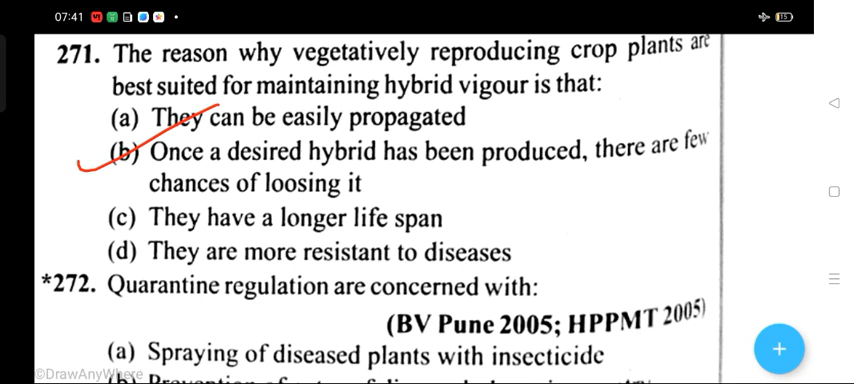 07:41
15
271. The reason why vegetatively reproducing crop plants are
best suited for maintaining hybrid vigour is that:
(a) They can be easily propagated
(b) Once a desired hybrid has been produced, there are few
chances of loosing it
(c) They have a longer life span
(d) They are more resistant to diseases
*272. Quarantine regulation are concerned with:
(BV Pune 2005; HPPMT 2005)
(a) Spraying of diseased plants with insecticide
©DrawAnyWhere